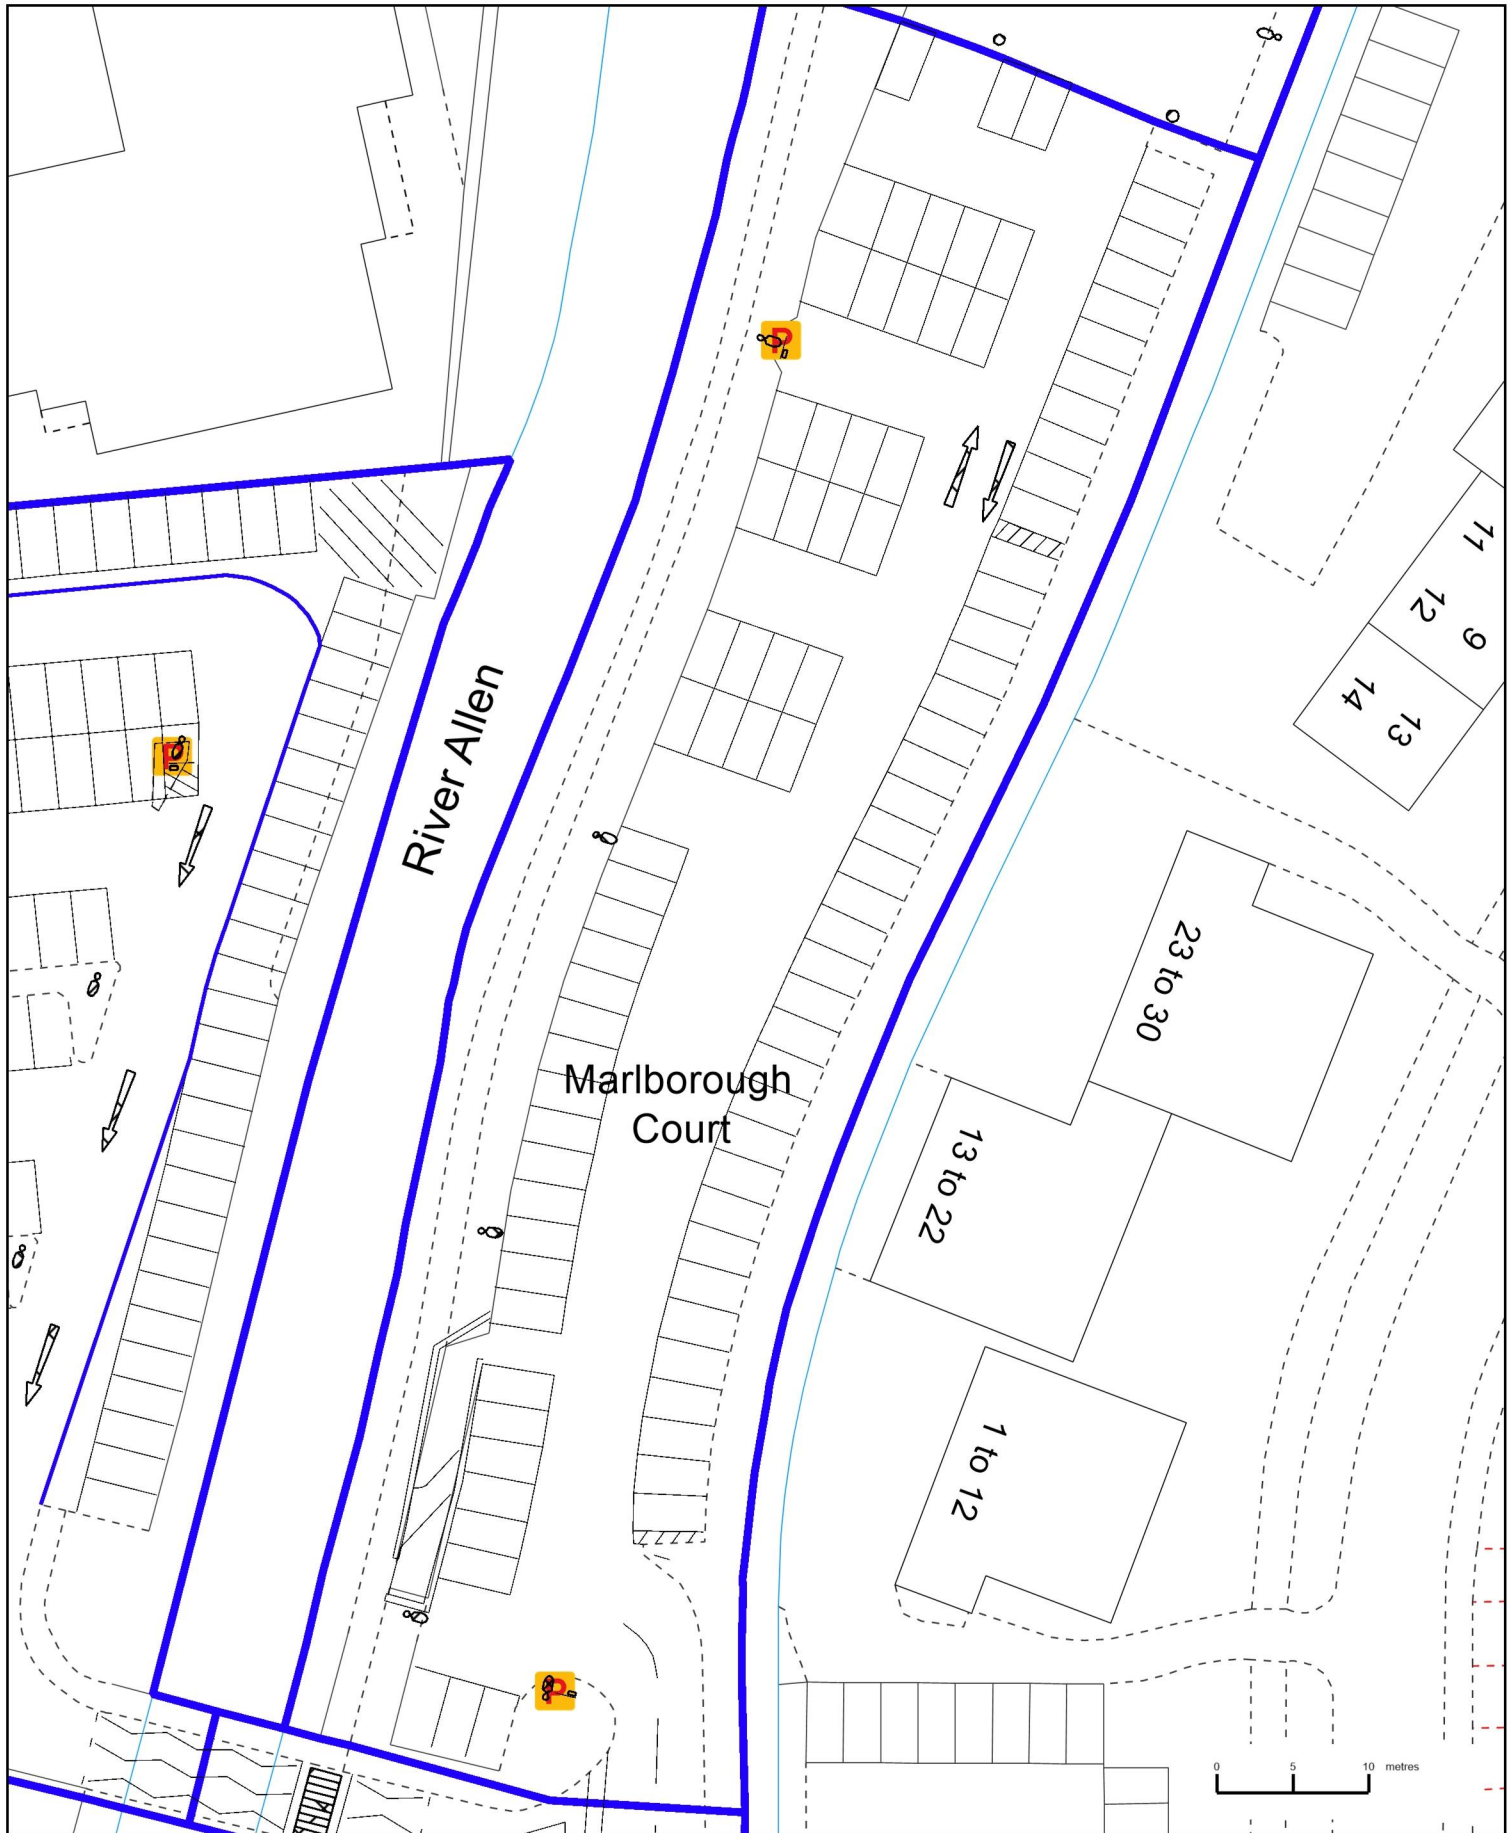 P
11
12
9
14
13
P
River Allen
23 to 30
Marlborough
Court
13 to 22
1 to 12
P
0 5 10 metres